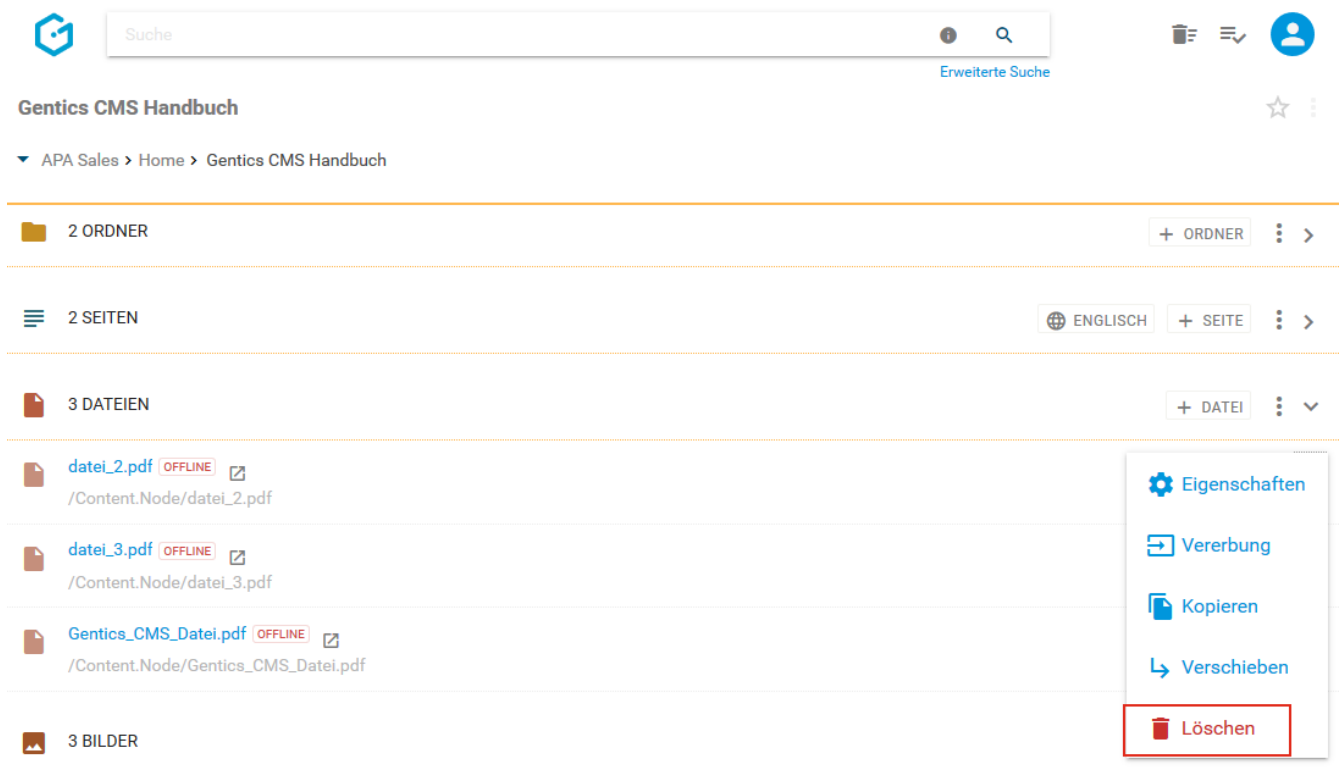 Suche
Erweiterte Suche
Gentics CMS Handbuch
APA Sales > Home > Gentics CMS Handbuch
2 ORDNER + ORDNER
2 SEITEN ENGLISCH + SEITE
3 DATEIEN + DATEI
datei_2.pdf OFFLINE
/Content.Node/datei_2.pdf
datei_3.pdf OFFLINE
/Content.Node/datei_3.pdf
Gentics_CMS_Datei.pdf OFFLINE
/Content.Node/Gentics_CMS_Datei.pdf
Eigenschaften
Vererbung
Kopieren
Verschieben
Löschen
3 BILDER